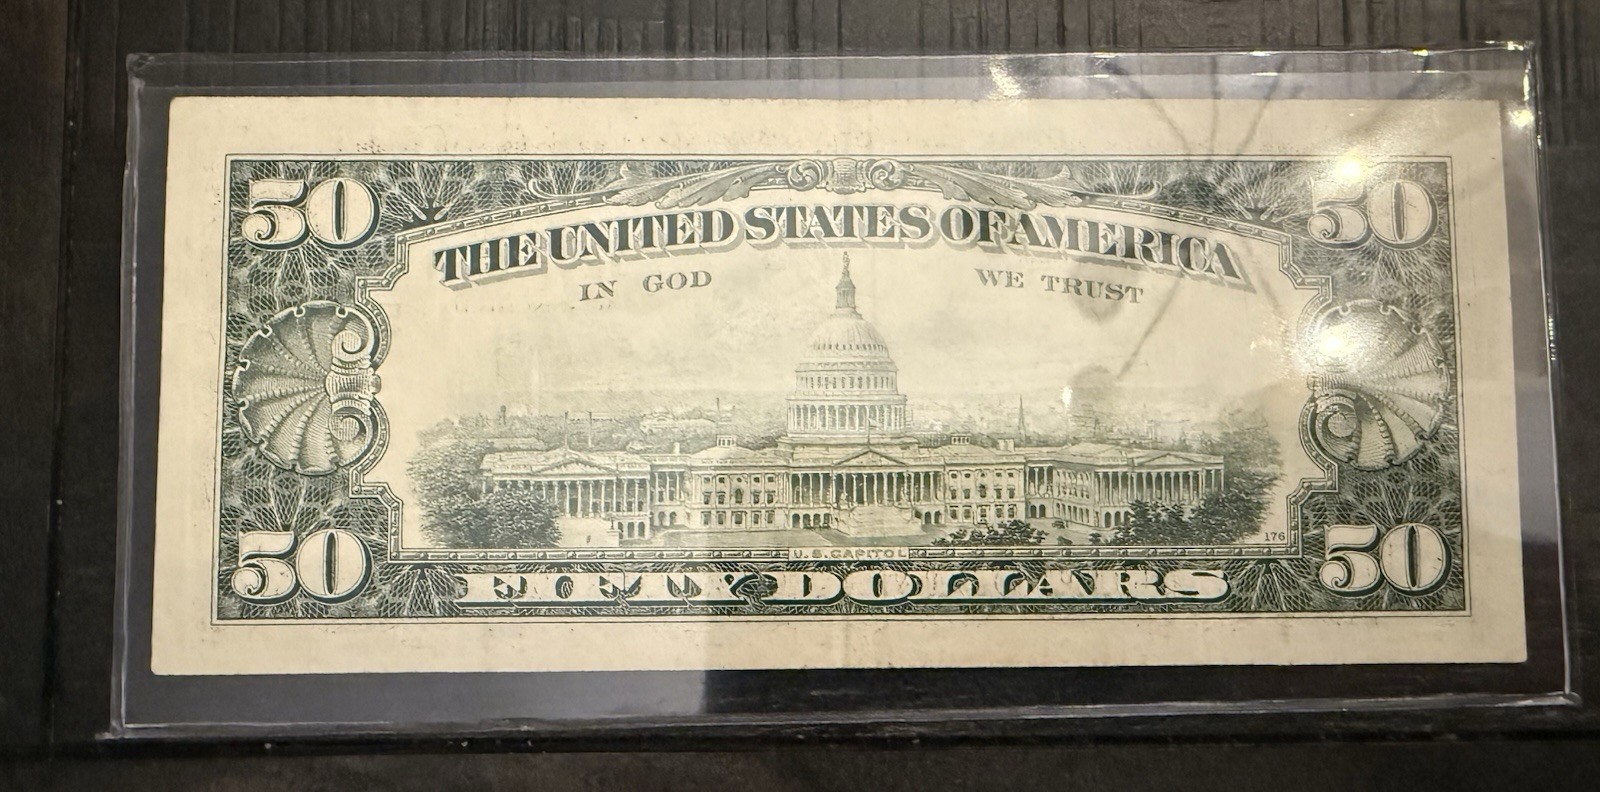 50 50
THE UNITED STATES OF AMERICA
IN GOD WE TRUST
176
U.S. CAPITOL
50 FIFTY DOLLARS 50